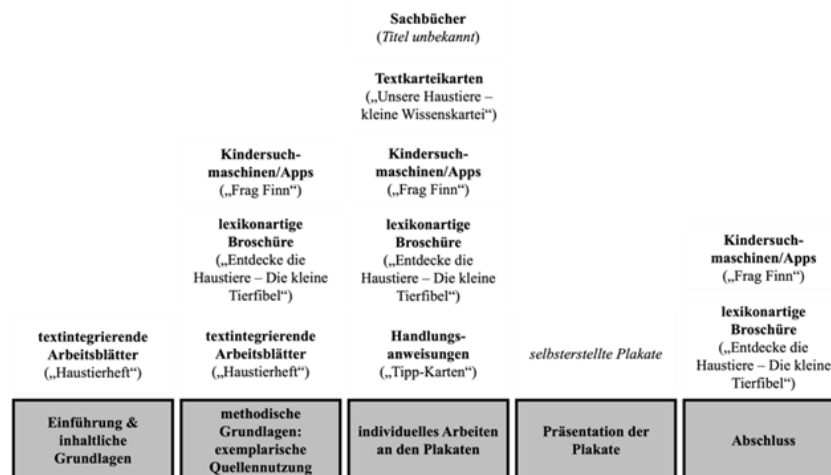 Sachbücher
(Titel unbekannt)
Textkarteikarten
(„Unsere Haustiere –
kleine Wissenskartei“)
Kindersuch-
maschinen/Apps
(„Frag Finn“)
Kindersuch-
maschinen/Apps
(„Frag Finn“)
lexikonartige
Broschüre
(„Entdecke die
Haustiere – Die kleine
Tierfibel“)
lexikonartige
Broschüre
(„Entdecke die
Haustiere – Die kleine
Tierfibel“)
Kindersuch-
maschinen/Apps
(„Frag Finn“)
textintegrierende
Arbeitsblätter
(„Haustierheft“)
textintegrierende
Arbeitsblätter
(„Haustierheft“)
Handlungs-
anweisungen
(„Tipp-Karten“)
selbsterstellte Plakate
lexikonartige
Broschüre
(„Entdecke die
Haustiere – Die kleine
Tierfibel“)
Einführung &
inhaltliche
Grundlagen
methodische
Grundlagen:
exemplarische
Quellennutzung
individuelles Arbeiten
an den Plakaten
Präsentation der
Plakate
Abschluss